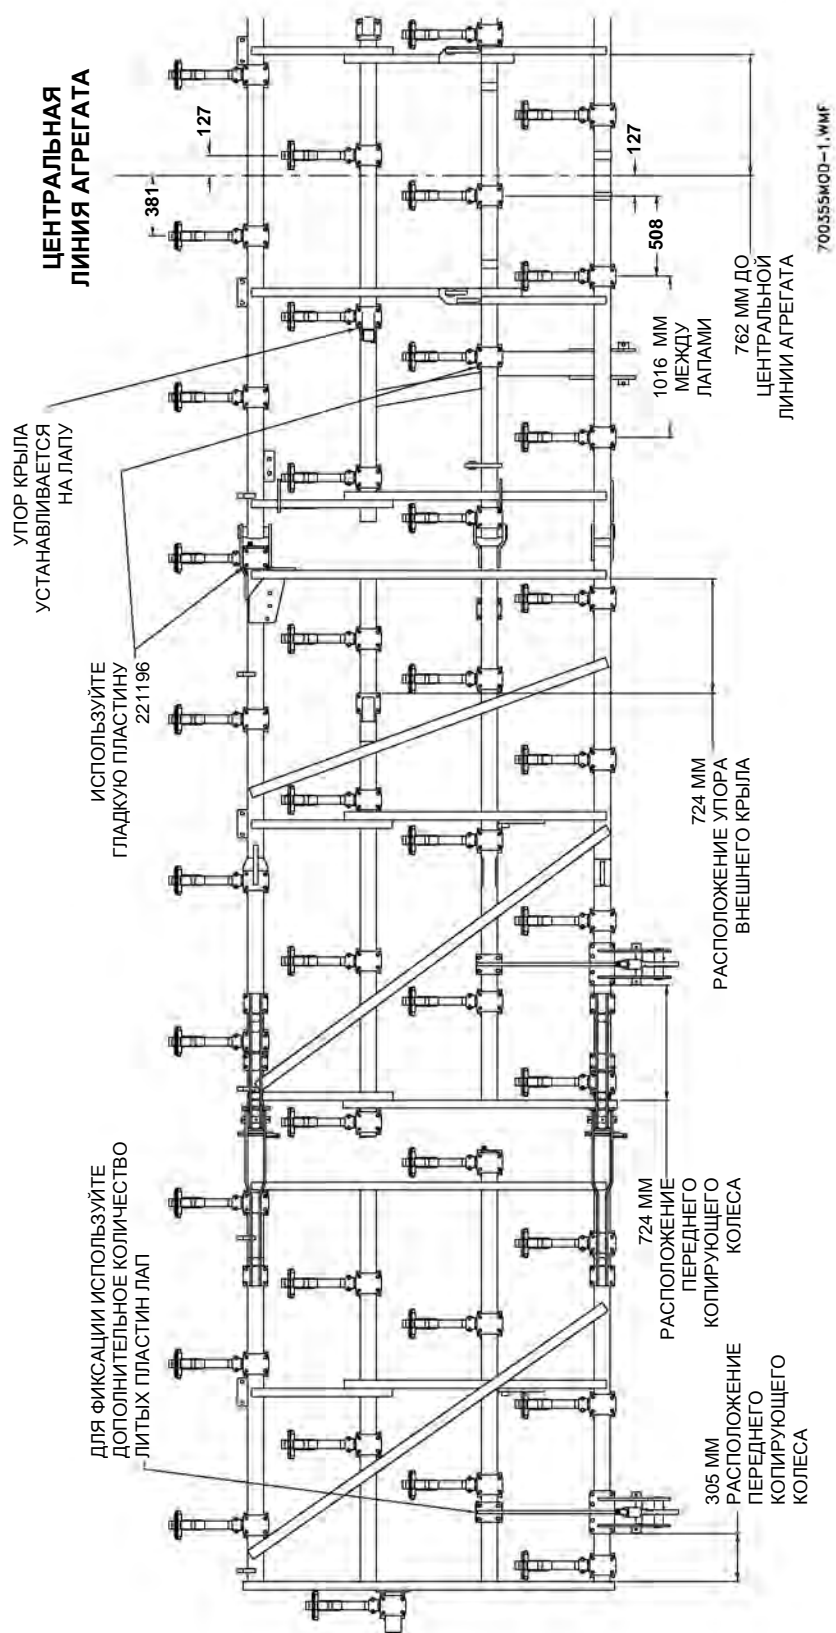 ЦЕНТРАЛЬНАЯ
ЛИНИЯ АГРЕГАТА
127
381
УПОР КРЫЛА
УСТАНАВЛИВАЕТСЯ
НА ЛАПУ
ИСПОЛЬЗУЙТЕ
ГЛАДКУЮ ПЛАСТИНУ
221196
ДЛЯ ФИКСАЦИИ ИСПОЛЬЗУЙТЕ
ДОПОЛНИТЕЛЬНОЕ КОЛИЧЕСТВО
ЛИТЫХ ПЛАСТИН ЛАП
127
508
1016 ММ
МЕЖДУ
ЛАПАМИ
762 ММ ДО
ЦЕНТРАЛЬНОЙ
ЛИНИИ АГРЕГАТА
724 ММ
РАСПОЛОЖЕНИЕ УПОРА
ВНЕШНЕГО КРЫЛА
724 ММ
РАСПОЛОЖЕНИЕ
ПЕРЕДНЕГО
КОПИРУЮЩЕГО
КОЛЕСА
305 ММ
РАСПОЛОЖЕНИЕ
ПЕРЕДНЕГО
КОПИРУЮЩЕГО
КОЛЕСА
700355MOD-1.WMF